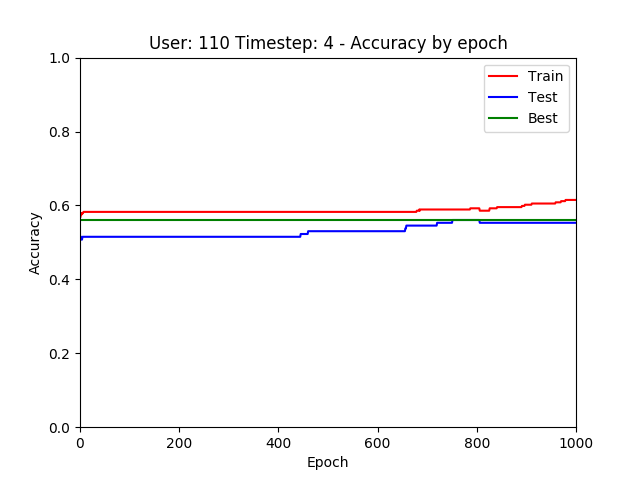 User: 110 Timestep: 4 - Accuracy by epoch
1.0
0.8
0.6
0.4
0.2
0.0
Accuracy
Train
Test
Best
0 200 400 600 800 1000
Epoch